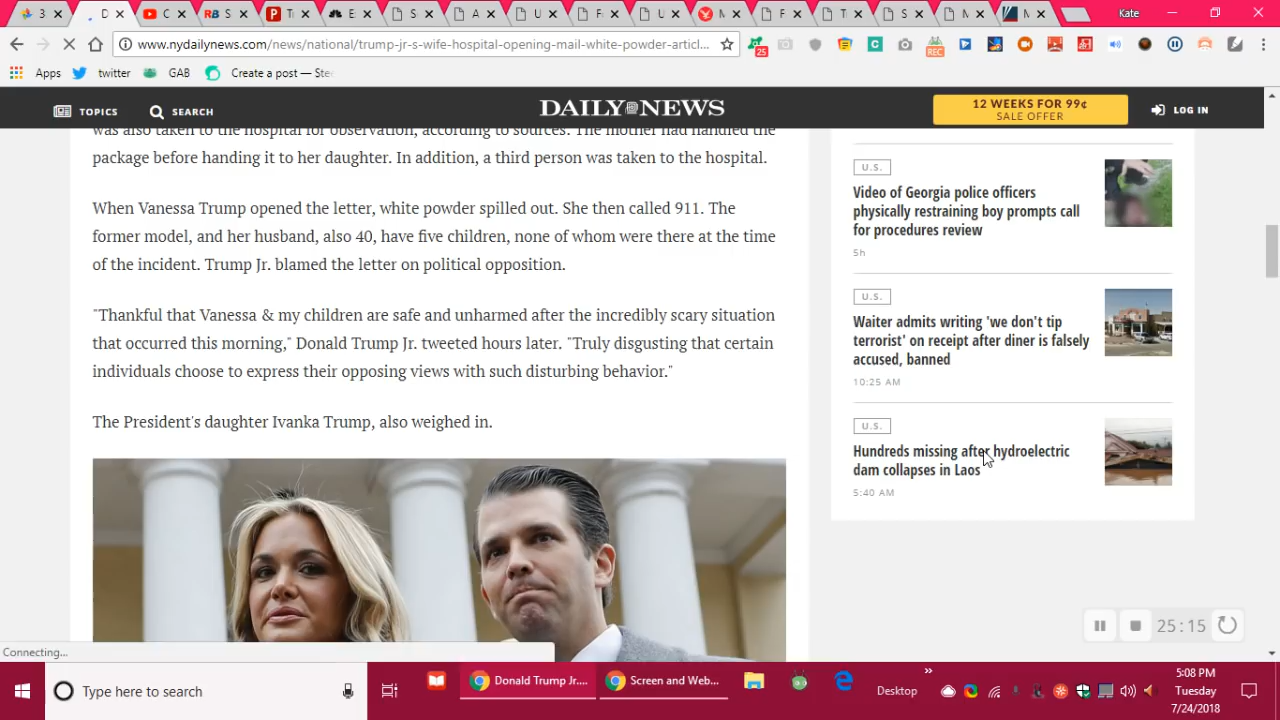 3
D
C
S
T
E
S
A
U
F
U
M
F
T
S
M
M
Kate
www.nydailynews.com/news/national/trump-jr-s-wife-hospital-opening-mail-white-powder-articl...
25
REC
Apps
twitter
GAB
Create a post — Stee
TOPICS
SEARCH
DAILY NEWS
12 WEEKS FOR 99¢
SALE OFFER
LOG IN
was also taken to the hospital for observation, according to sources. The mother had handled the
package before handing it to her daughter. In addition, a third person was taken to the hospital.
When Vanessa Trump opened the letter, white powder spilled out. She then called 911. The
former model, and her husband, also 40, have five children, none of whom were there at the time
of the incident. Trump Jr. blamed the letter on political opposition.
"Thankful that Vanessa & my children are safe and unharmed after the incredibly scary situation
that occurred this morning," Donald Trump Jr. tweeted hours later. "Truly disgusting that certain
individuals choose to express their opposing views with such disturbing behavior."
The President's daughter Ivanka Trump, also weighed in.
U.S.
Video of Georgia police officers
physically restraining boy prompts call
for procedures review
5h
U.S.
Waiter admits writing 'we don't tip
terrorist' on receipt after diner is falsely
accused, banned
10:25 AM
U.S.
Hundreds missing after hydroelectric
dam collapses in Laos
5:40 AM
25:15
Connecting...
Type here to search
Donald Trump Jr....
Screen and Web...
Desktop
5:08 PM
Tuesday
7/24/2018